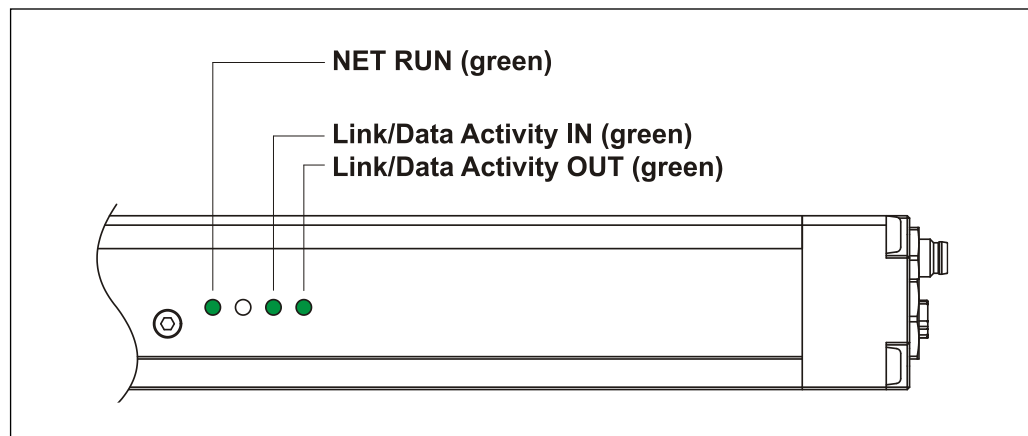 NET RUN (green)
Link/Data Activity IN (green)
Link/Data Activity OUT (green)